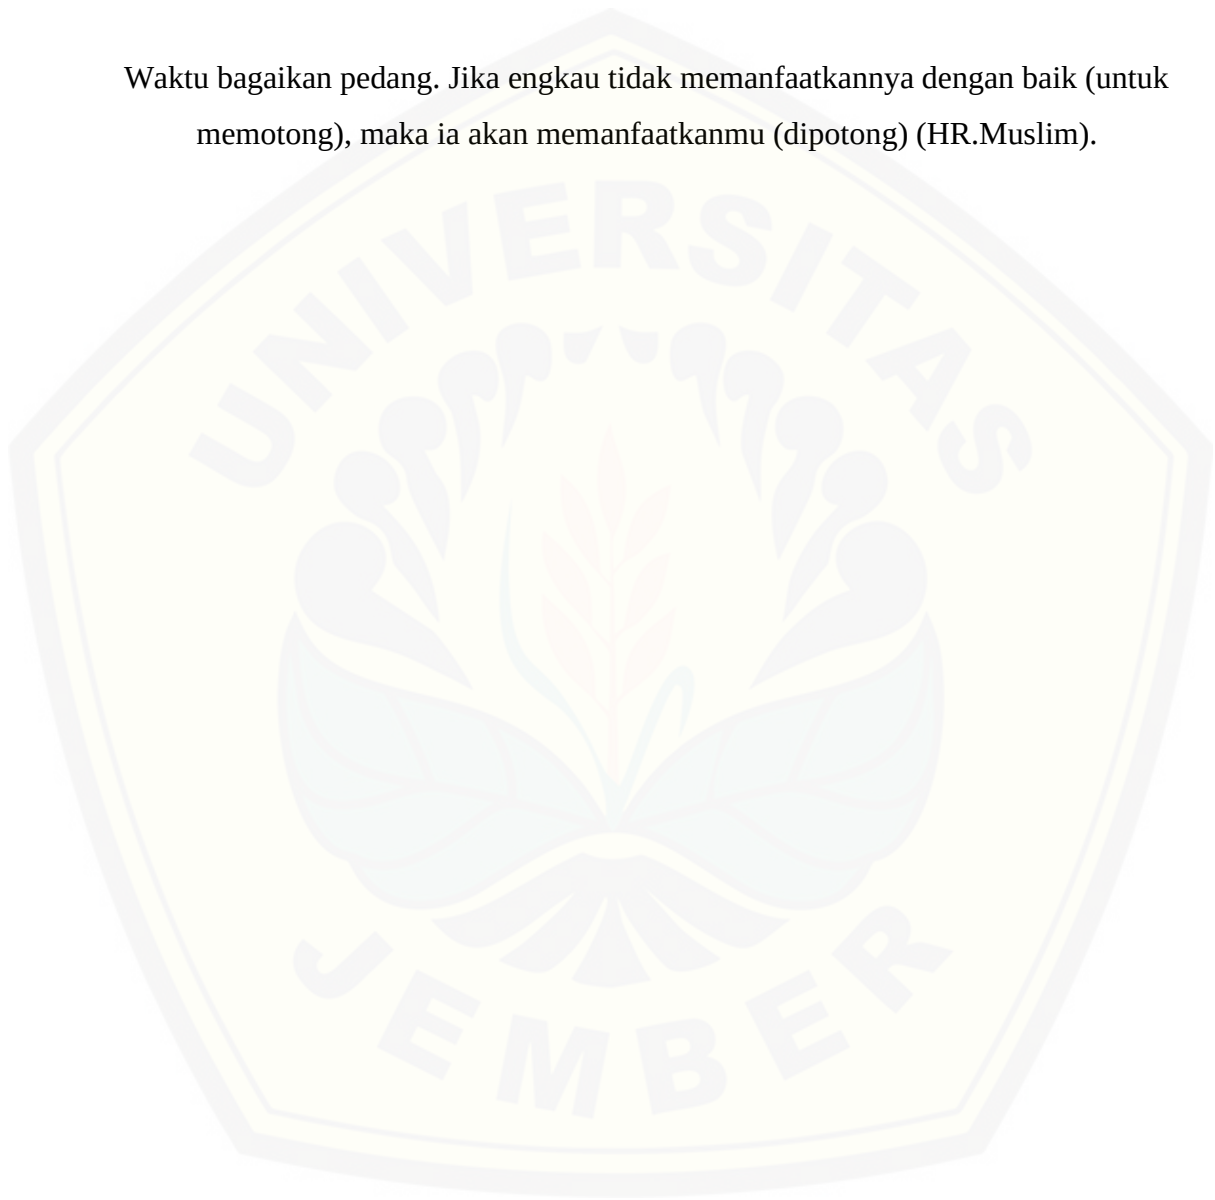 Waktu bagaikan pedang. Jika engkau tidak memanfaatkannya dengan baik (untuk
memotong), maka ia akan memanfaatkanmu (dipotong) (HR.Muslim).
UNIVERSITAS
JEMBER